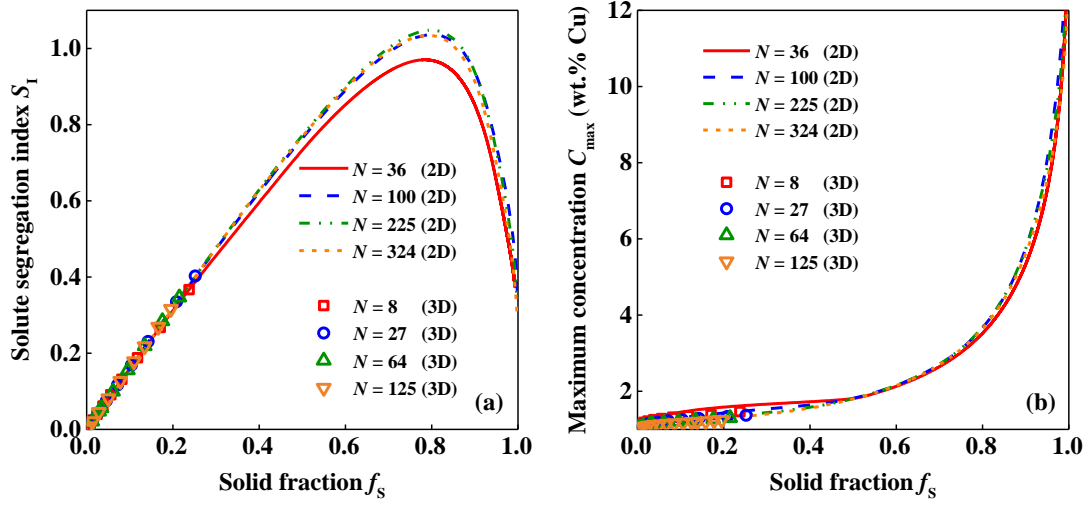 Solute segregation index S_I
1.0
0.8
0.6
0.4
0.2
0.0
N = 36 (2D)
N = 100 (2D)
N = 225 (2D)
N = 324 (2D)
N = 8 (3D)
N = 27 (3D)
N = 64 (3D)
N = 125 (3D)
(a)
0.0 0.2 0.4 0.6 0.8 1.0
Solid fraction f_S
Maximum concentration C_max (wt.% Cu)
12
10
8
6
4
2
N = 36 (2D)
N = 100 (2D)
N = 225 (2D)
N = 324 (2D)
N = 8 (3D)
N = 27 (3D)
N = 64 (3D)
N = 125 (3D)
(b)
0.0 0.2 0.4 0.6 0.8 1.0
Solid fraction f_S